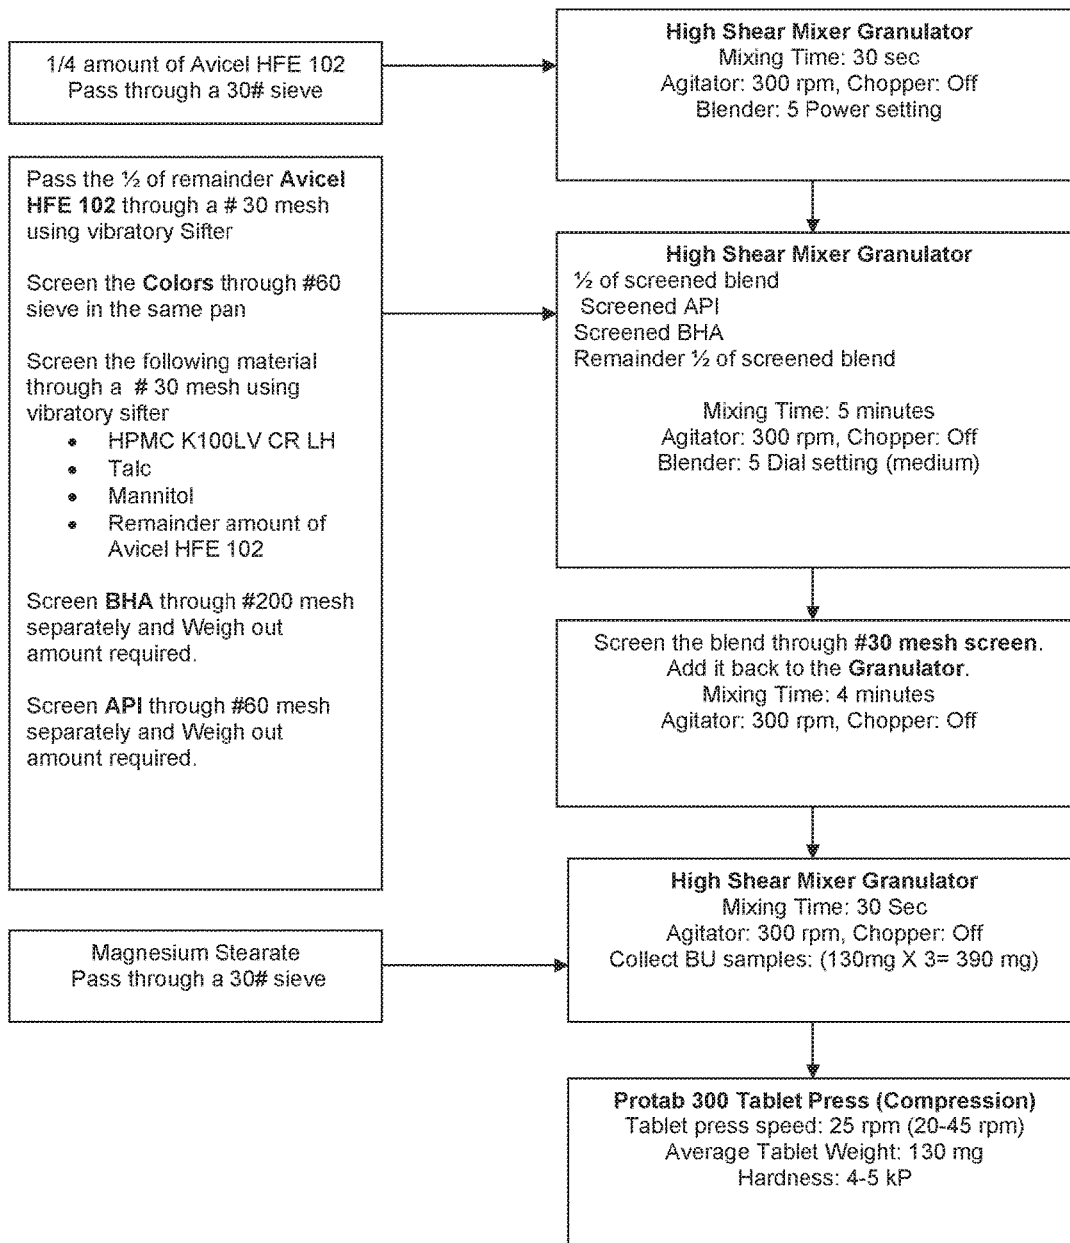 1/4 amount of Avicel HFE 102
Pass through a 30# sieve
High Shear Mixer Granulator
Mixing Time: 30 sec
Agitator: 300 rpm, Chopper: Off
Blender: 5 Power setting
Pass the ½ of remainder Avicel
HFE 102 through a # 30 mesh
using vibratory Sifter
Screen the Colors through #60
sieve in the same pan
Screen the following material
through a # 30 mesh using
vibratory sifter
• HPMC K100LV CR LH
• Talc
• Mannitol
• Remainder amount of
Avicel HFE 102
Screen BHA through #200 mesh
separately and Weigh out
amount required.
Screen API through #60 mesh
separately and Weigh out
amount required.
High Shear Mixer Granulator
½ of screened blend
Screened API
Screened BHA
Remainder ½ of screened blend
Mixing Time: 5 minutes
Agitator: 300 rpm, Chopper: Off
Blender: 5 Dial setting (medium)
Screen the blend through #30 mesh screen.
Add it back to the Granulator.
Mixing Time: 4 minutes
Agitator: 300 rpm, Chopper: Off
Magnesium Stearate
Pass through a 30# sieve
High Shear Mixer Granulator
Mixing Time: 30 Sec
Agitator: 300 rpm, Chopper: Off
Collect BU samples: (130mg X 3= 390 mg)
Protab 300 Tablet Press (Compression)
Tablet press speed: 25 rpm (20-45 rpm)
Average Tablet Weight: 130 mg
Hardness: 4-5 kP